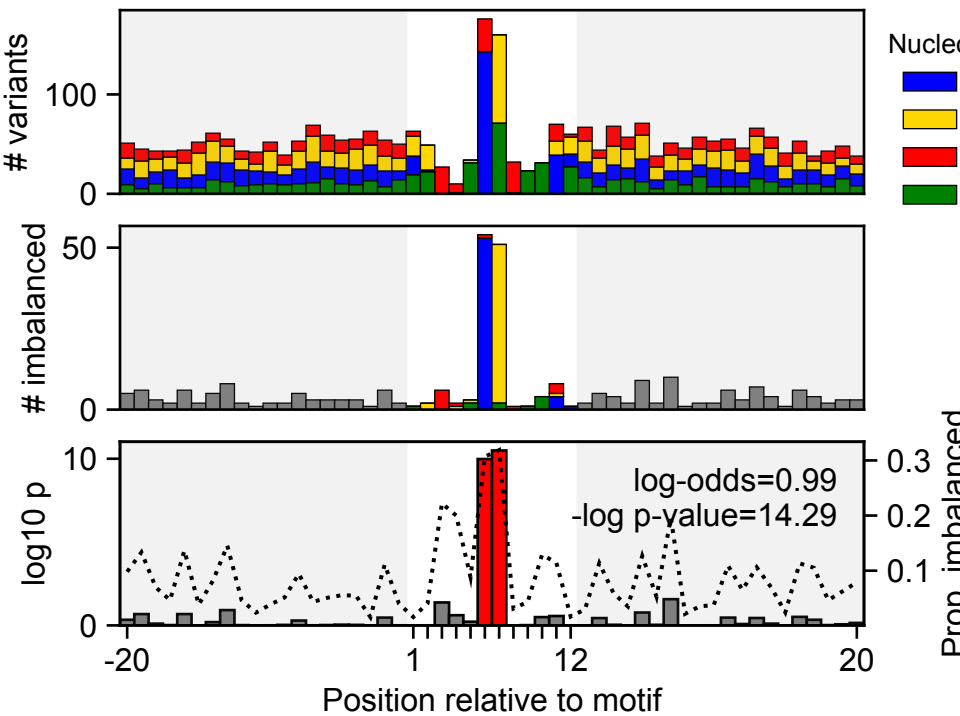 # variants
100
0
Nucleo
# imbalanced
50
0
log10 p
10
0
log-odds=0.99
-log p-value=14.29
0.3
0.2
0.1
Prop. imbalanced
-20
1
12
20
Position relative to motif